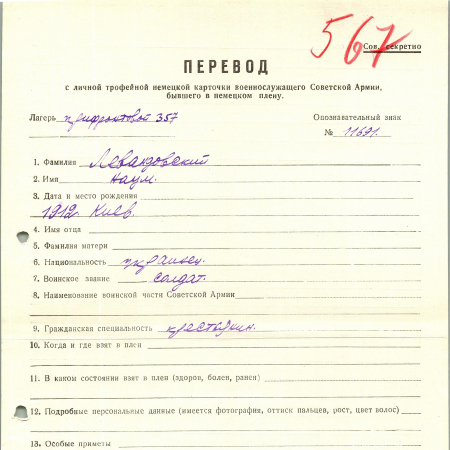 567
Сов. секретно
ПЕРЕВОД
с личной трофейной немецкой карточки военнослужащего Советской Армии,
бывшего в немецком плену.
Лагерь прифронтовой 357
Опознавательный знак
№ 11691.
1. Фамилия Левандовский
2. Имя Наум.
3. Дата и место рождения
1912. Киев.
4. Имя отца
5. Фамилия матери
6. Национальность украинец.
7. Воинское звание солдат.
8. Наименование воинской части Советской Армии
9. Гражданская специальность крестьянин.
10. Когда и где взят в плен
11. В каком состоянии взят в плен (здоров, болен, ранен)
12. Подробные персональные данные (имеется фотография, оттиск пальцев, рост, цвет волос)
13. Особые приметы